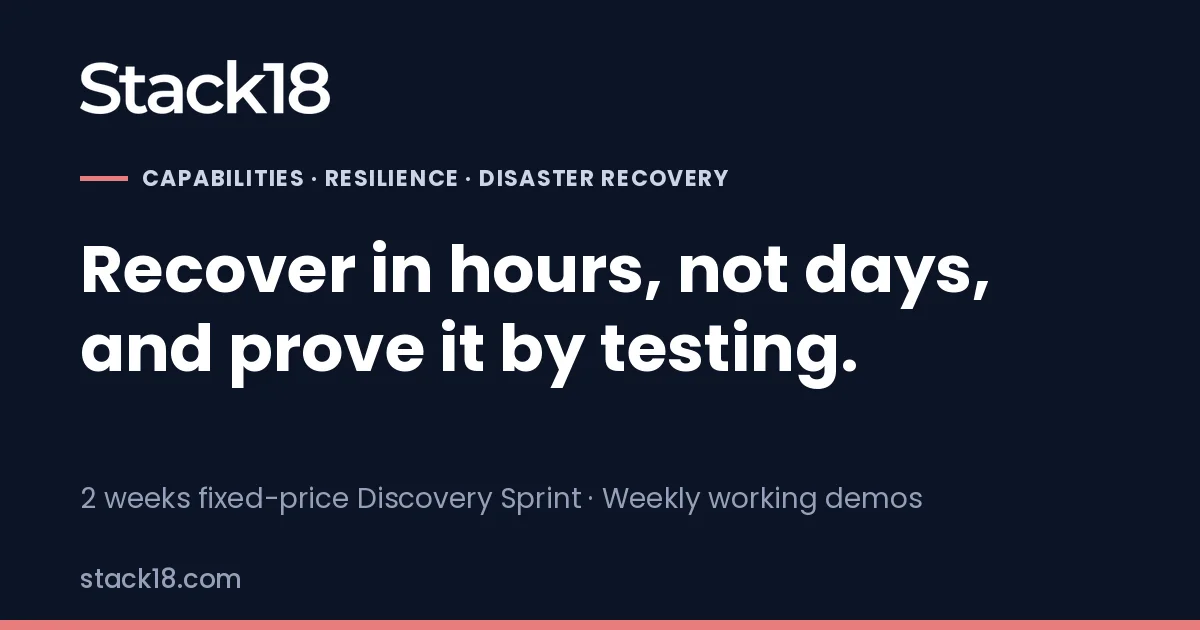 Stack18
CAPABILITIES · RESILIENCE · DISASTER RECOVERY
Recover in hours, not days,
and prove it by testing.
2 weeks fixed-price Discovery Sprint · Weekly working demos
stack18.com